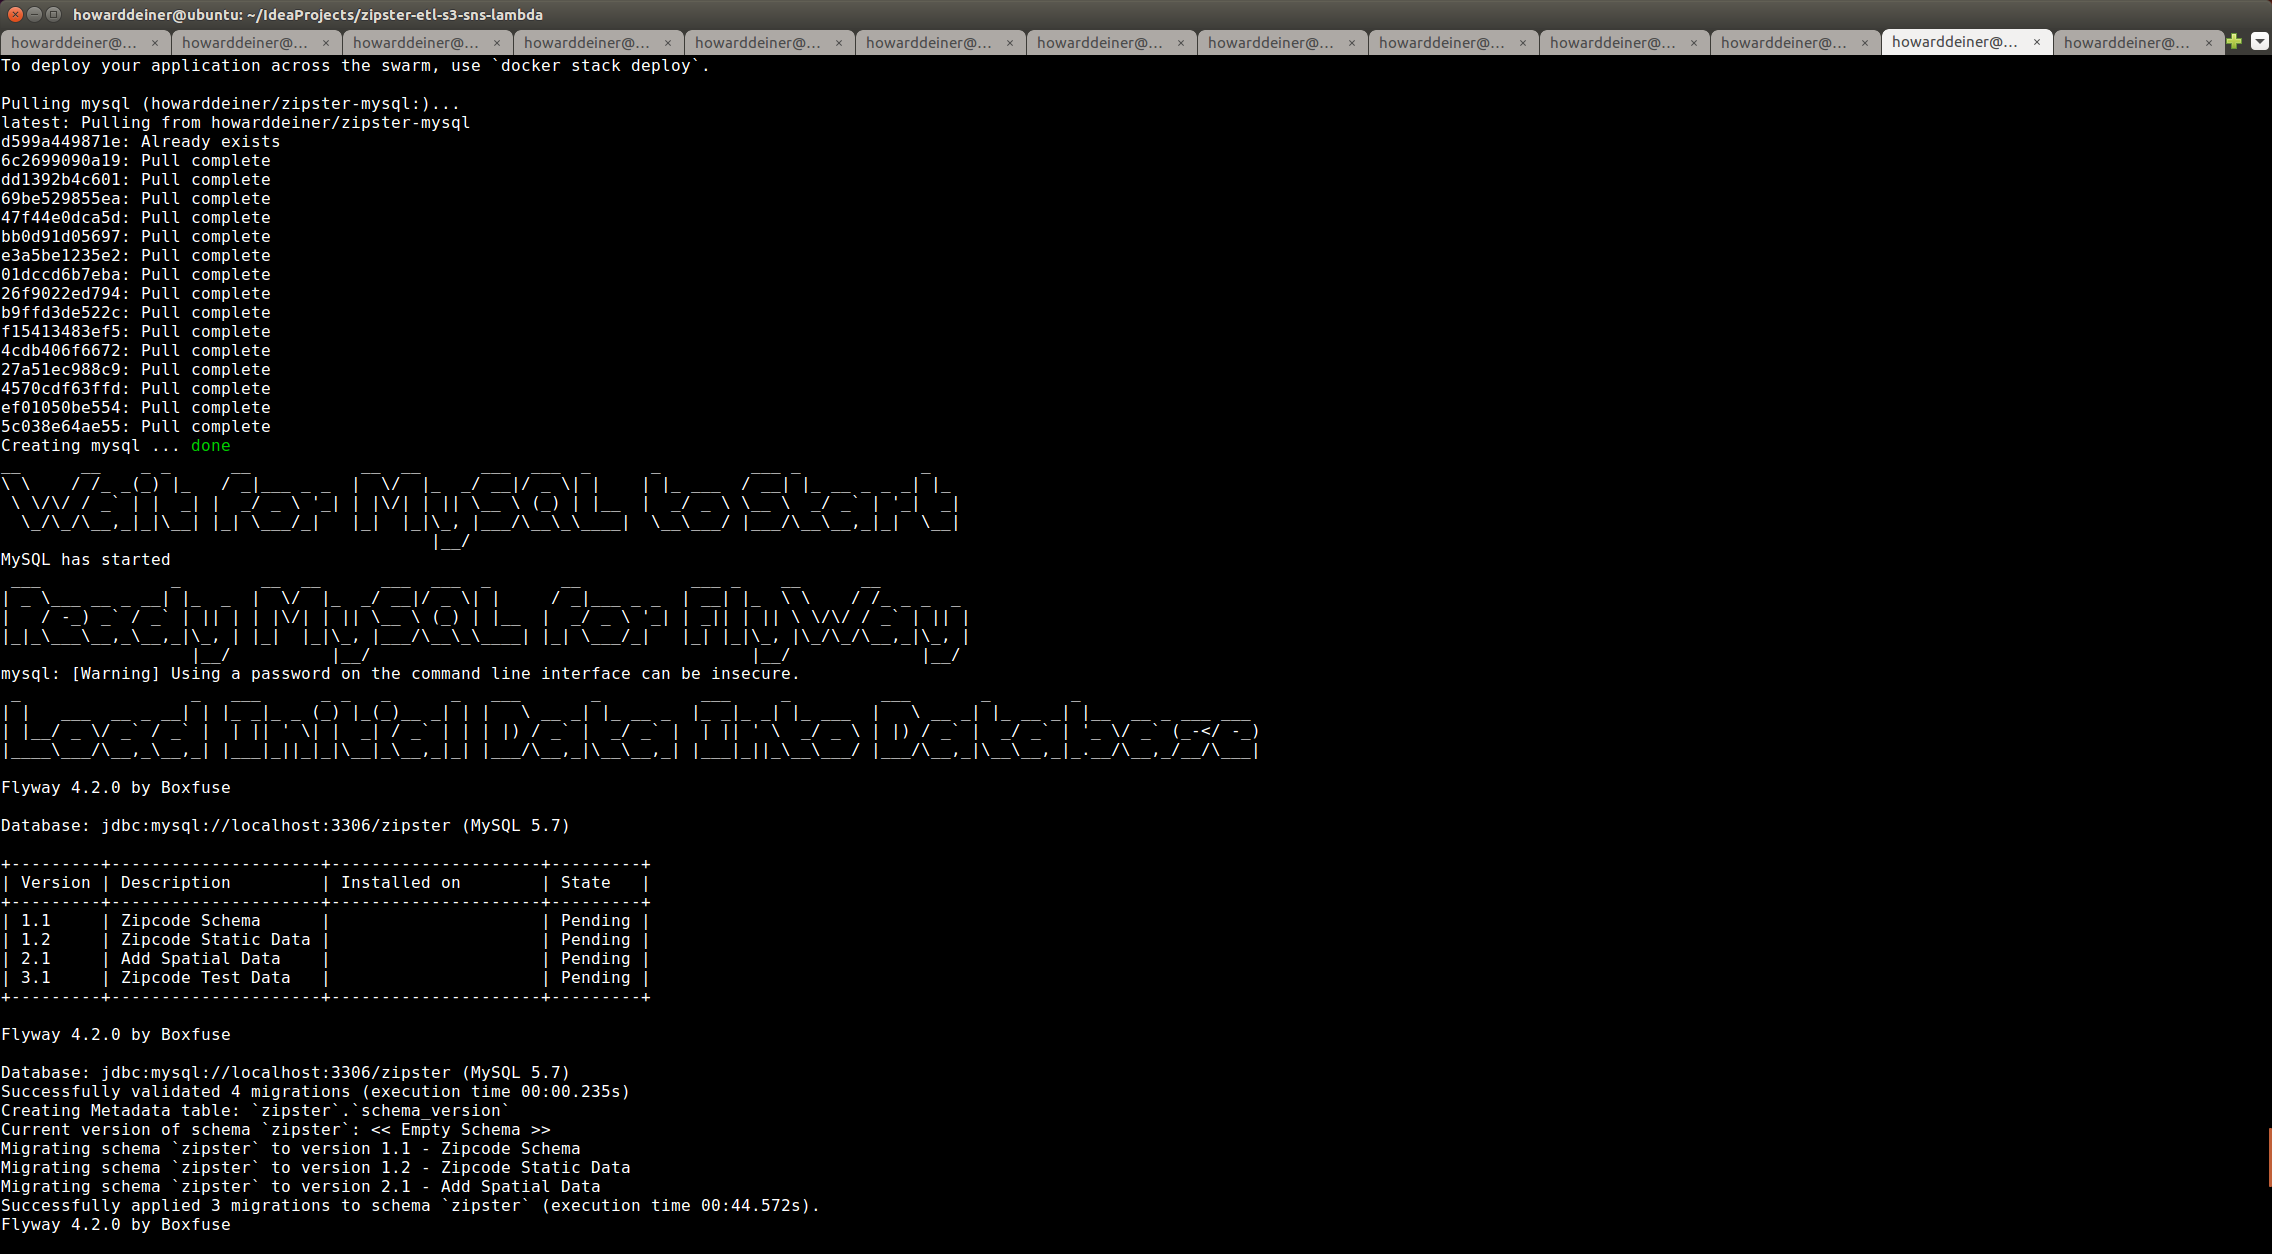 howarddeiner@ubuntu: ~/IdeaProjects/zipster-etl-s3-sns-lambda
howarddeiner@... × howarddeiner@... × howarddeiner@... × howarddeiner@... × howarddeiner@... × howarddeiner@... × howarddeiner@... × howarddeiner@... × howarddeiner@... × howarddeiner@... × howarddeiner@... × howarddeiner@... × howarddeiner@... ×
To deploy your application across the swarm, use `docker stack deploy`.
Pulling mysql (howarddeiner/zipster-mysql:)...
latest: Pulling from howarddeiner/zipster-mysql
d599a449871e: Already exists
6c2699090a19: Pull complete
dd1392b4c601: Pull complete
69be529855ea: Pull complete
47f44e0dca5d: Pull complete
bb0d91d05697: Pull complete
e3a5be1235e2: Pull complete
01dccd6b7eba: Pull complete
26f9022ed794: Pull complete
b9ffd3de522c: Pull complete
f15413483ef5: Pull complete
4cdb406f6672: Pull complete
27a51ec988c9: Pull complete
4570cdf63ffd: Pull complete
ef01050be554: Pull complete
5c038e64ae55: Pull complete
Creating mysql ... done
Wait for MySQL to Start
MySQL has started
Ready MySQL for FlyWay
mysql: [Warning] Using a password on the command line interface can be insecure.
Load Initial Data Into Database
Flyway 4.2.0 by Boxfuse
Database: jdbc:mysql://localhost:3306/zipster (MySQL 5.7)
+---------+---------------------+---------------------+---------+
| Version | Description         | Installed on        | State   |
+---------+---------------------+---------------------+---------+
| 1.1     | Zipcode Schema      |                     | Pending |
| 1.2     | Zipcode Static Data |                     | Pending |
| 2.1     | Add Spatial Data    |                     | Pending |
| 3.1     | Zipcode Test Data   |                     | Pending |
+---------+---------------------+---------------------+---------+
Flyway 4.2.0 by Boxfuse
Database: jdbc:mysql://localhost:3306/zipster (MySQL 5.7)
Successfully validated 4 migrations (execution time 00:00.235s)
Creating Metadata table: `zipster`.`schema_version`
Current version of schema `zipster`: << Empty Schema >>
Migrating schema `zipster` to version 1.1 - Zipcode Schema
Migrating schema `zipster` to version 1.2 - Zipcode Static Data
Migrating schema `zipster` to version 2.1 - Add Spatial Data
Successfully applied 3 migrations to schema `zipster` (execution time 00:44.572s).
Flyway 4.2.0 by Boxfuse